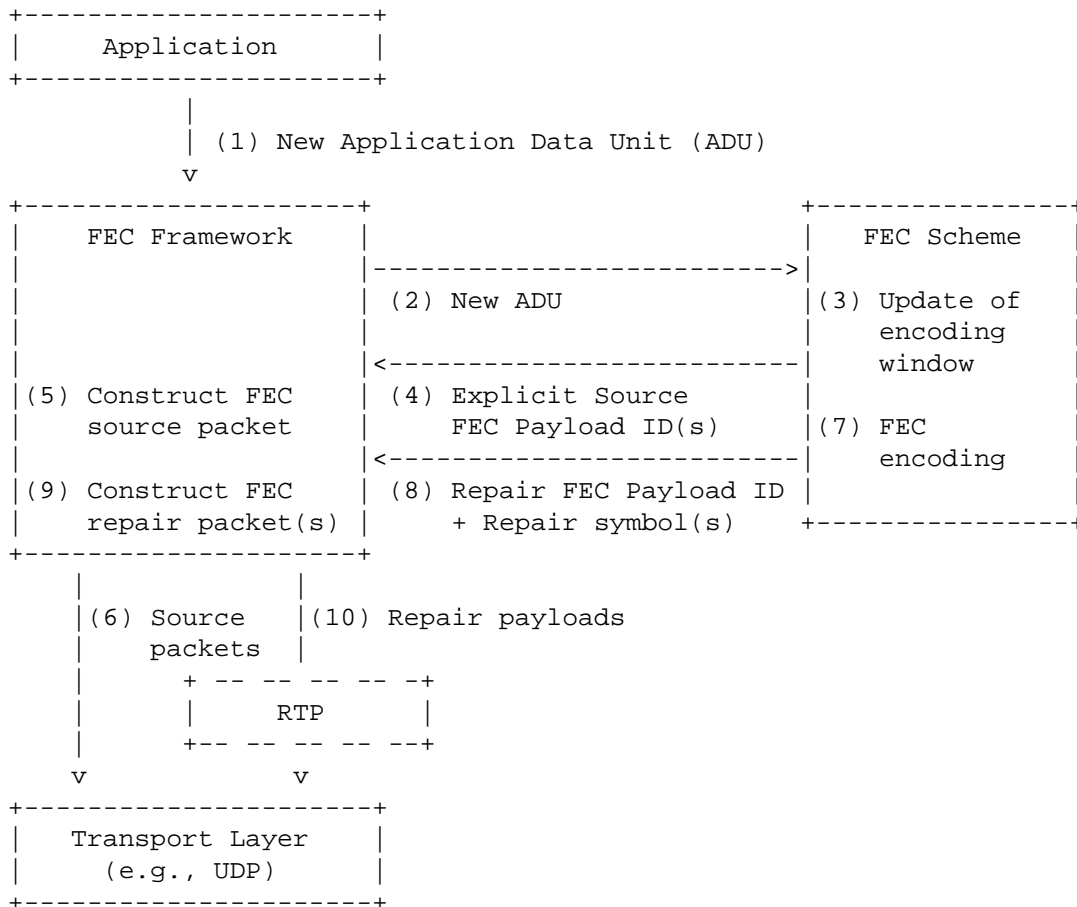 Application
(1) New Application Data Unit (ADU)
FEC Framework
FEC Scheme
(2) New ADU
(3) Update of
encoding
window
(4) Explicit Source
FEC Payload ID(s)
(5) Construct FEC
source packet
(7) FEC
encoding
(8) Repair FEC Payload ID
+ Repair symbol(s)
(9) Construct FEC
repair packet(s)
(6) Source
packets
(10) Repair payloads
RTP
Transport Layer
(e.g., UDP)